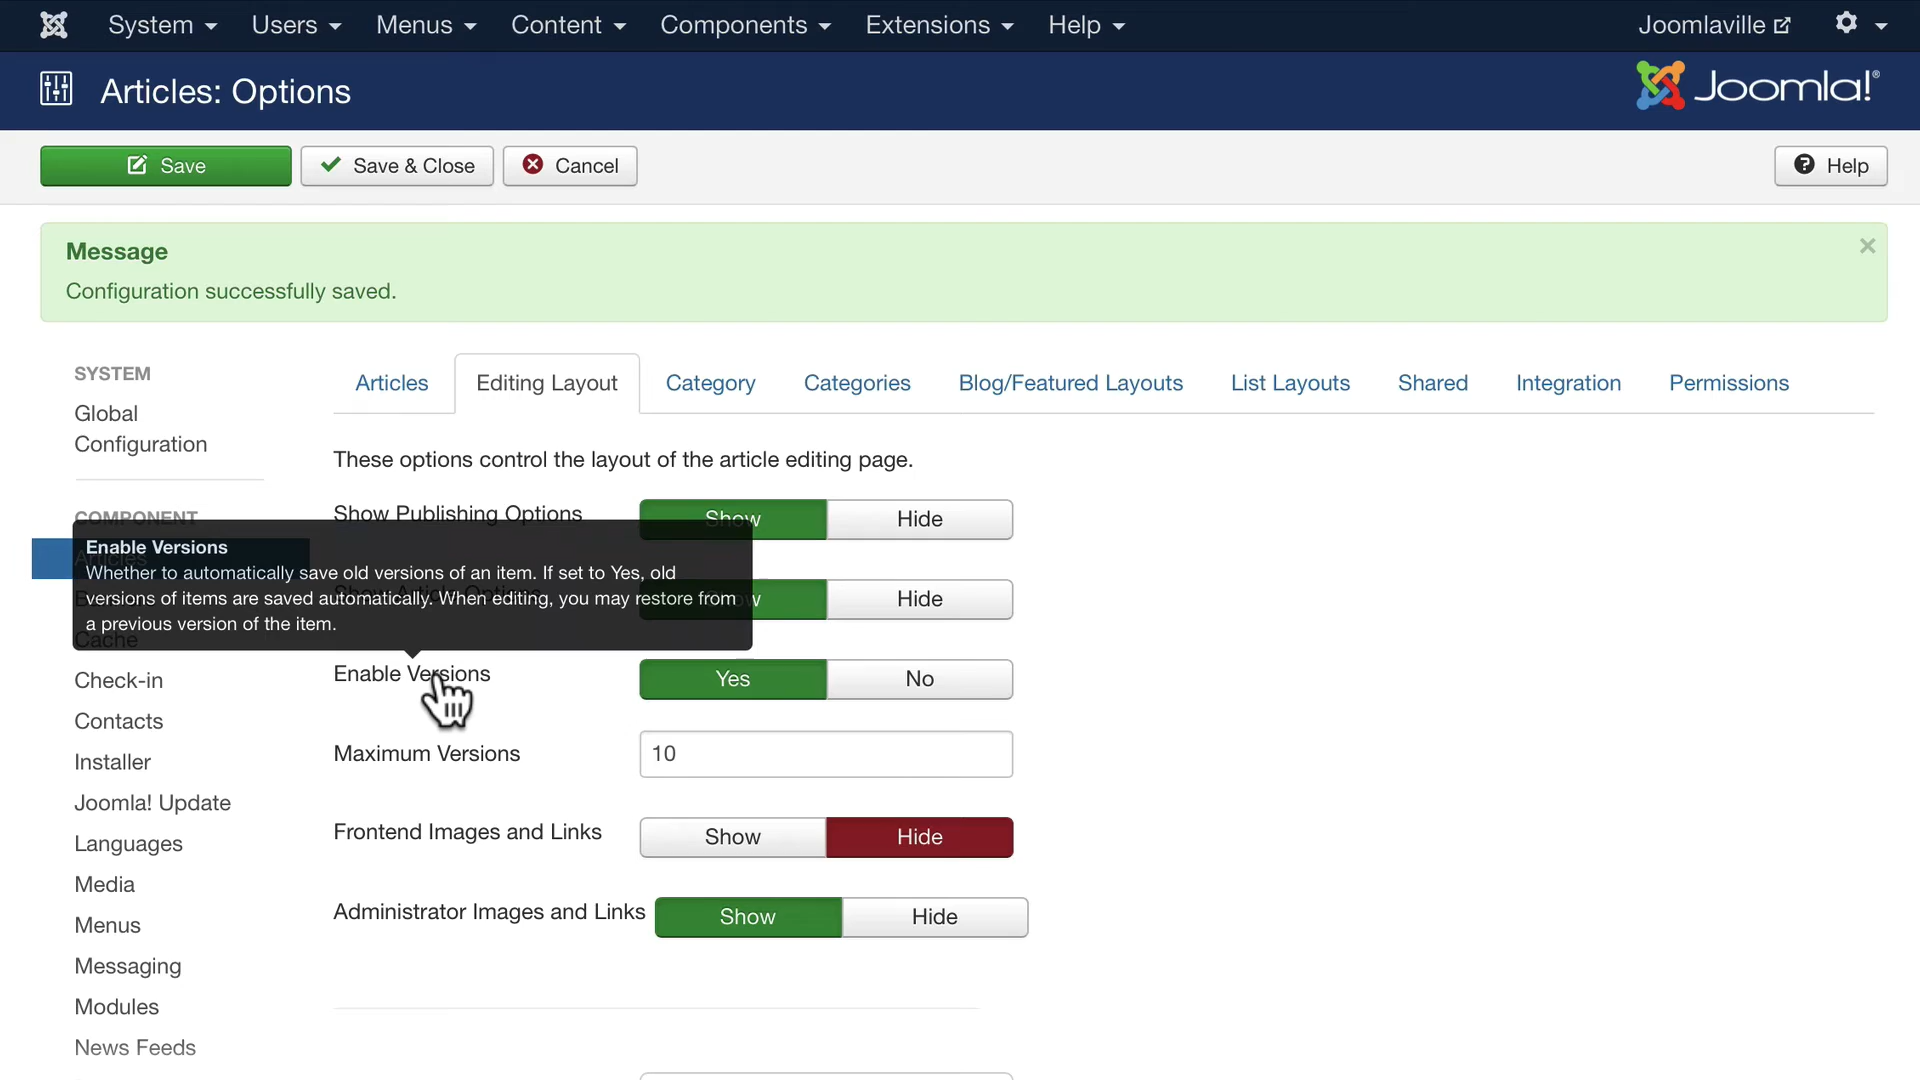 System Users Menus Content Components Extensions Help Joomlaville
Articles: Options Joomla!®
Save Save & Close Cancel Help
Message
Configuration successfully saved.
SYSTEM
Global
Configuration
COMPONENT
Articles
Cache
Check-in
Contacts
Installer
Joomla! Update
Languages
Media
Menus
Messaging
Modules
News Feeds
Articles Editing Layout Category Categories Blog/Featured Layouts List Layouts Shared Integration Permissions
These options control the layout of the article editing page.
Show Publishing Options Show Hide
Enable Versions
Whether to automatically save old versions of an item. If set to Yes, old
versions of items are saved automatically. When editing, you may restore from
a previous version of the item.
Hide
Enable Versions Yes No
Maximum Versions 10
Frontend Images and Links Show Hide
Administrator Images and Links Show Hide